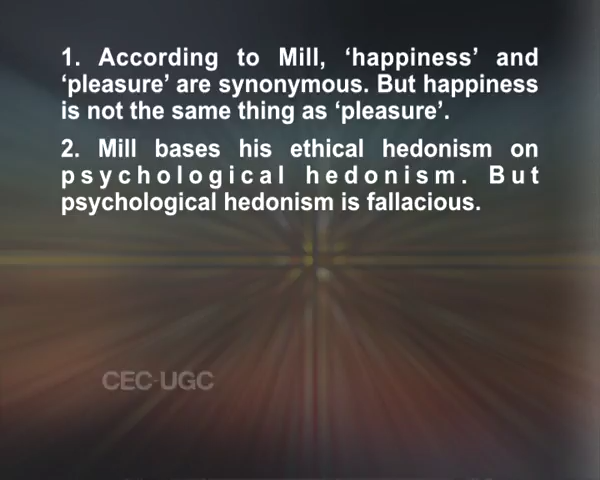 1. According to Mill, ‘happiness’ and
‘pleasure’ are synonymous. But happiness
is not the same thing as ‘pleasure’.
2. Mill bases his ethical hedonism on
psychological hedonism. But
psychological hedonism is fallacious.
CEC-UGC